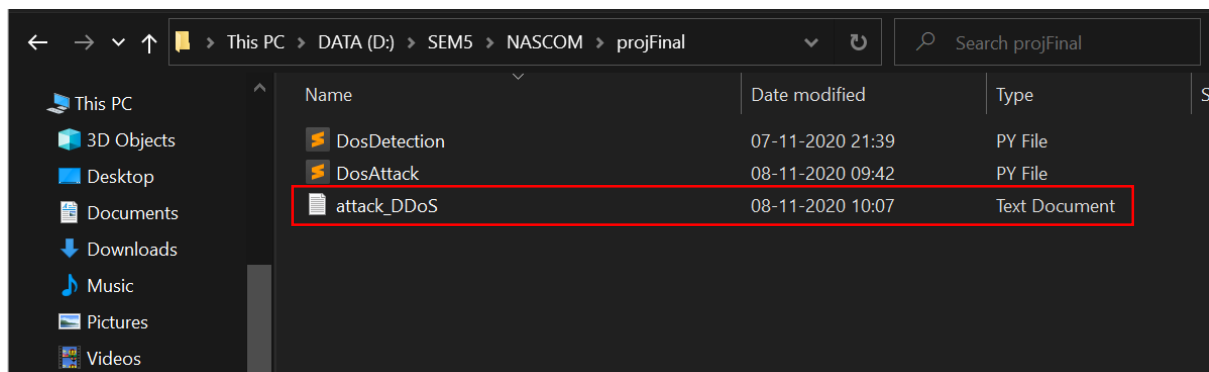 This PC > DATA (D:) > SEM5 > NASCOM > projFinal
Search projFinal
This PC
3D Objects
Desktop
Documents
Downloads
Music
Pictures
Videos
Name Date modified Type S
DosDetection 07-11-2020 21:39 PY File
DosAttack 08-11-2020 09:42 PY File
attack_DDoS 08-11-2020 10:07 Text Document